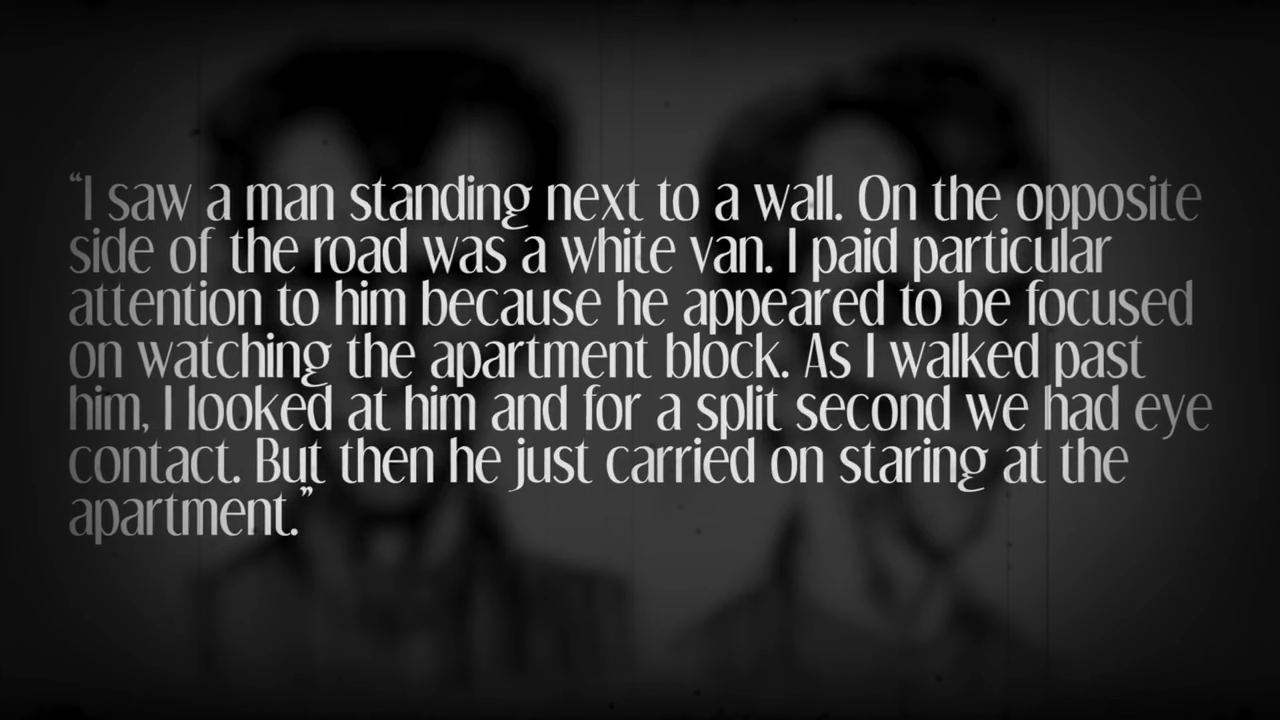 “I saw a man standing next to a wall. On the opposite
side of the road was a white van. I paid particular
attention to him because he appeared to be focused
on watching the apartment block. As I walked past
him, I looked at him and for a split second we had eye
contact. But then he just carried on staring at the
apartment.”